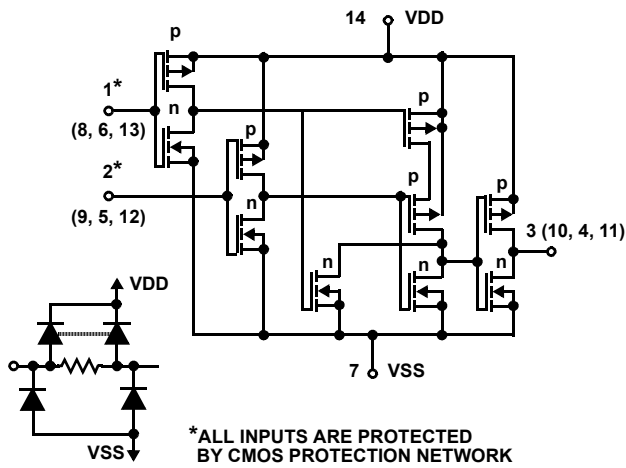 14 VDD
p
1*
n
p
(8, 6, 13)
p
2*
p
n
(9, 5, 12)
p
3 (10, 4, 11)
n
n
n
VDD
7 VSS
VSS
*ALL INPUTS ARE PROTECTED
BY CMOS PROTECTION NETWORK